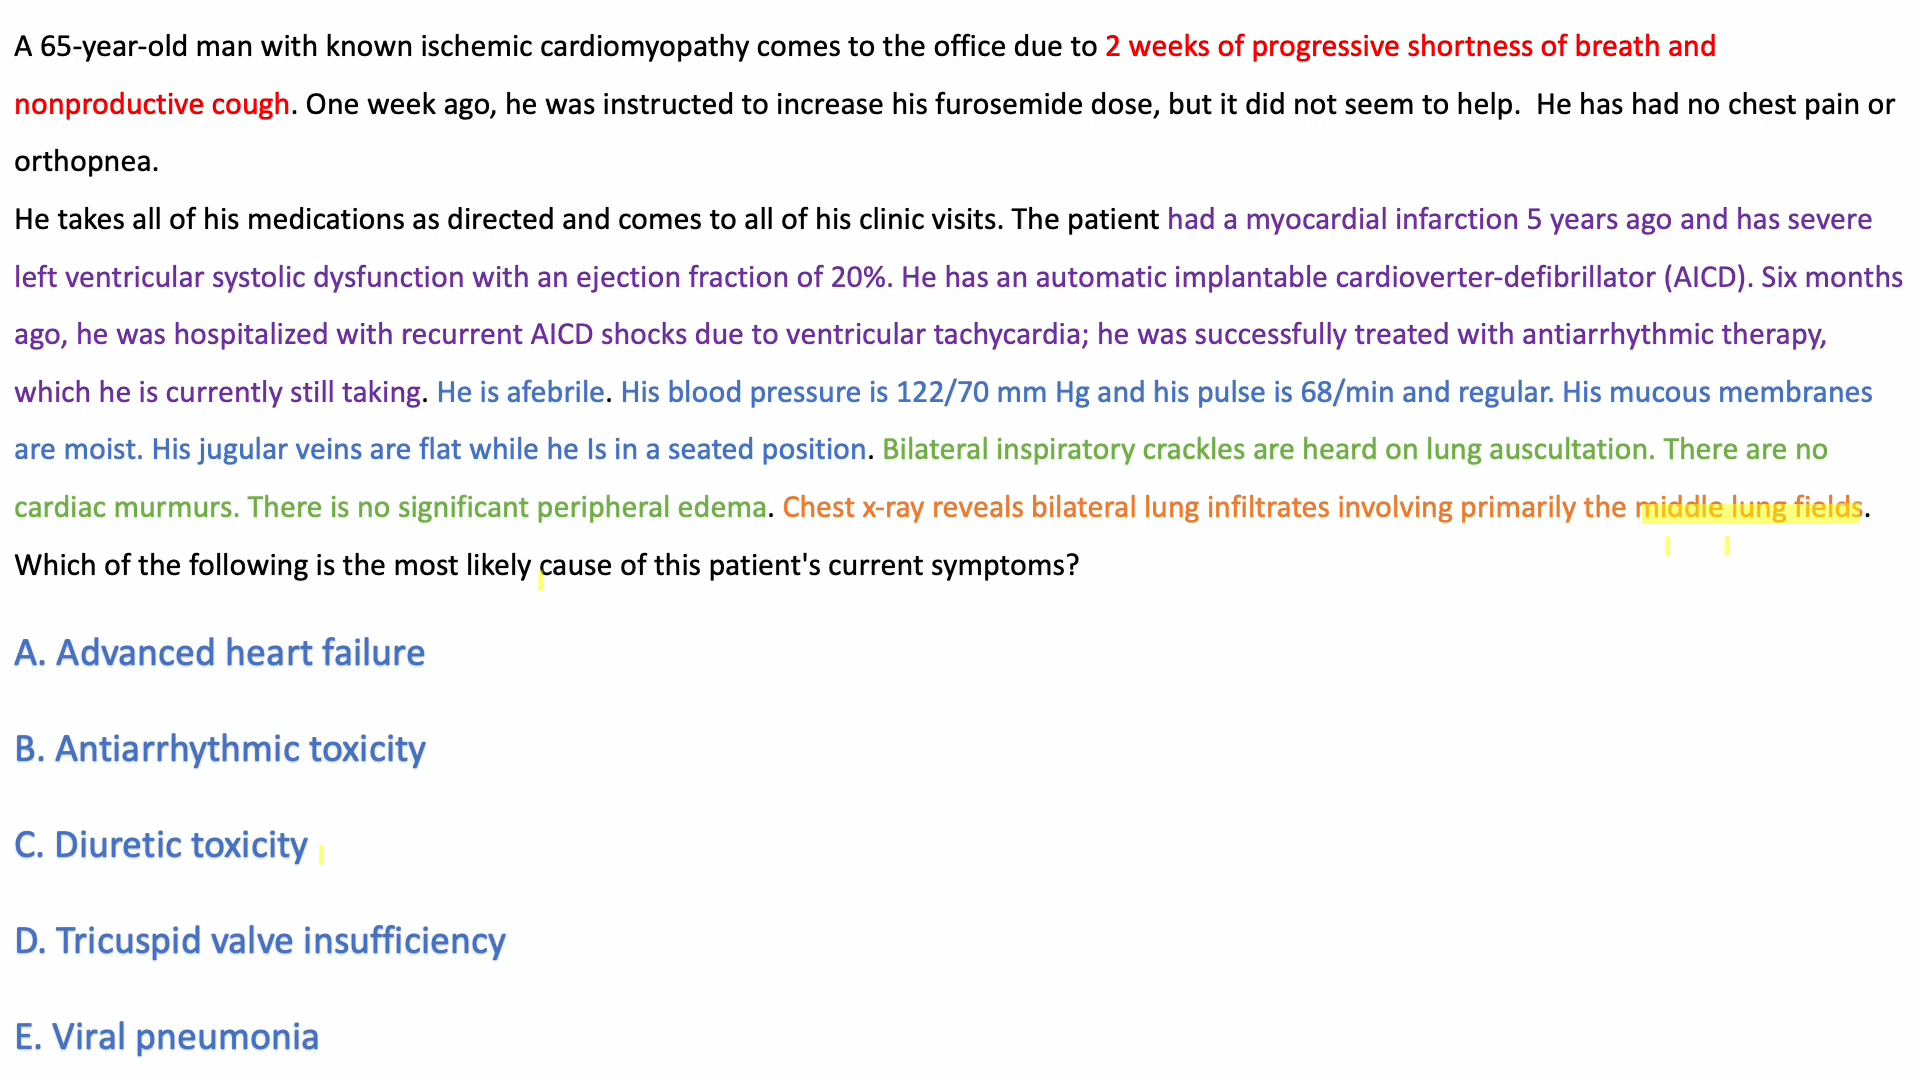 A 65-year-old man with known ischemic cardiomyopathy comes to the office due to 2 weeks of progressive shortness of breath and
nonproductive cough. One week ago, he was instructed to increase his furosemide dose, but it did not seem to help.  He has had no chest pain or
orthopnea.
He takes all of his medications as directed and comes to all of his clinic visits. The patient had a myocardial infarction 5 years ago and has severe
left ventricular systolic dysfunction with an ejection fraction of 20%. He has an automatic implantable cardioverter-defibrillator (AICD). Six months
ago, he was hospitalized with recurrent AICD shocks due to ventricular tachycardia; he was successfully treated with antiarrhythmic therapy,
which he is currently still taking. He is afebrile. His blood pressure is 122/70 mm Hg and his pulse is 68/min and regular. His mucous membranes
are moist. His jugular veins are flat while he Is in a seated position. Bilateral inspiratory crackles are heard on lung auscultation. There are no
cardiac murmurs. There is no significant peripheral edema. Chest x-ray reveals bilateral lung infiltrates involving primarily the middle lung fields.
Which of the following is the most likely cause of this patient's current symptoms?
A. Advanced heart failure
B. Antiarrhythmic toxicity
C. Diuretic toxicity
D. Tricuspid valve insufficiency
E. Viral pneumonia